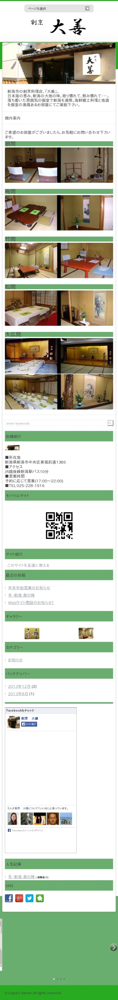 ページを選択
割烹 大善
割烹
大善
新潟市の割烹料理店、「大善」。
日本海の恵み、新潟の大地の味。寄り慣れて、飲み慣れて・・・。
落ち着いた雰囲気の個室で新潟を満喫。海鮮郷土料理と地酒
を個室の風情あるお部屋にてご堪能下さい。
館内案内
ご希望のお部屋がございましたら、お気軽にお問い合わせ下さい
ませ。
扇間
梅間
竹間
松間
大広間
enter keywords
店舗紹介
■所在地
新潟県新潟市中央区東堀前通1386
■アクセス
JR越後線新潟駅バス10分
■営業時間
予約に応じて営業(17:00〜22:00)
■TEL 025-228-1916
モバイルサイト
サイト紹介
このサイトを友達に教える
最近の投稿
年末年始営業のお知らせ
冬・新潟 食の陣
Webサイト開設のお知らせ!
ギャラリー
カテゴリー
お知らせ
バックナンバー
2013年12月 (2)
2013年8月 (1)
Facebookもチェック
割烹 大膳
いいね!
5人が割烹 大膳について「いいね!」と言っています。
Facebookソーシャルプラグイン
人気記事
冬・新潟 食の陣 | 閲覧数(3)
SNS
(c) kappo daizen All rights reserved